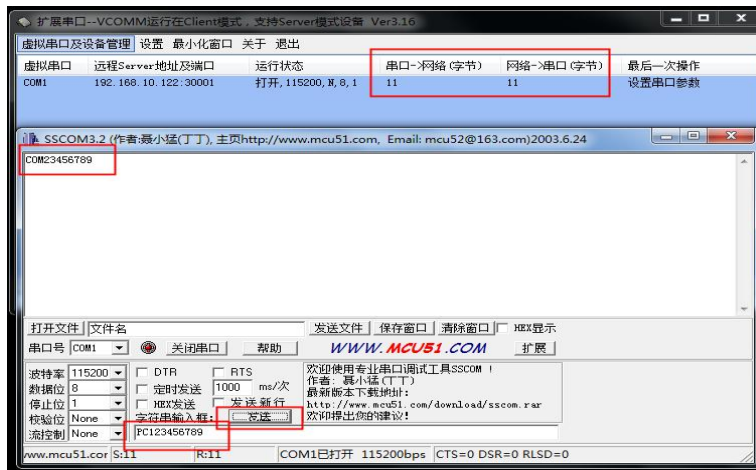 扩展串口--VCOMM运行在Client模式，支持Server模式设备 Ver3.16
虚拟串口及设备管理 设置 最小化窗口 关于 退出
虚拟串口 远程Server地址及端口 运行状态 串口->网络(字节) 网络->串口(字节) 最后一次操作
COM1 192.168.10.122:30001 打开,115200,N,8,1 11 11 设置串口参数
SSCOM3.2 (作者:聂小猛(丁丁), 主页http://www.mcu51.com, Email: mcu52@163.com)2003.6.24
COM23456789
打开文件 文件名 发送文件 保存窗口 清除窗口 HEX显示
串口号 COM1 关闭串口 帮助 WWW.MCU51.COM 扩展
波特率 115200 DTR RTS
数据位 8 定时发送 1000 ms/次
停止位 1 HEX发送 发送新行
校验位 None 字符串输入框: 发送
流控制 None PC123456789
欢迎使用专业串口调试工具SSCOM !
作者: 聂小猛(丁丁)
最新版本下载地址:
http://www.mcu51.com/download/sscom.rar
欢迎提出您的建议!
www.mcu51.cor S:11 R:11 COM1已打开 115200bps CTS=0 DSR=0 RLSD=0